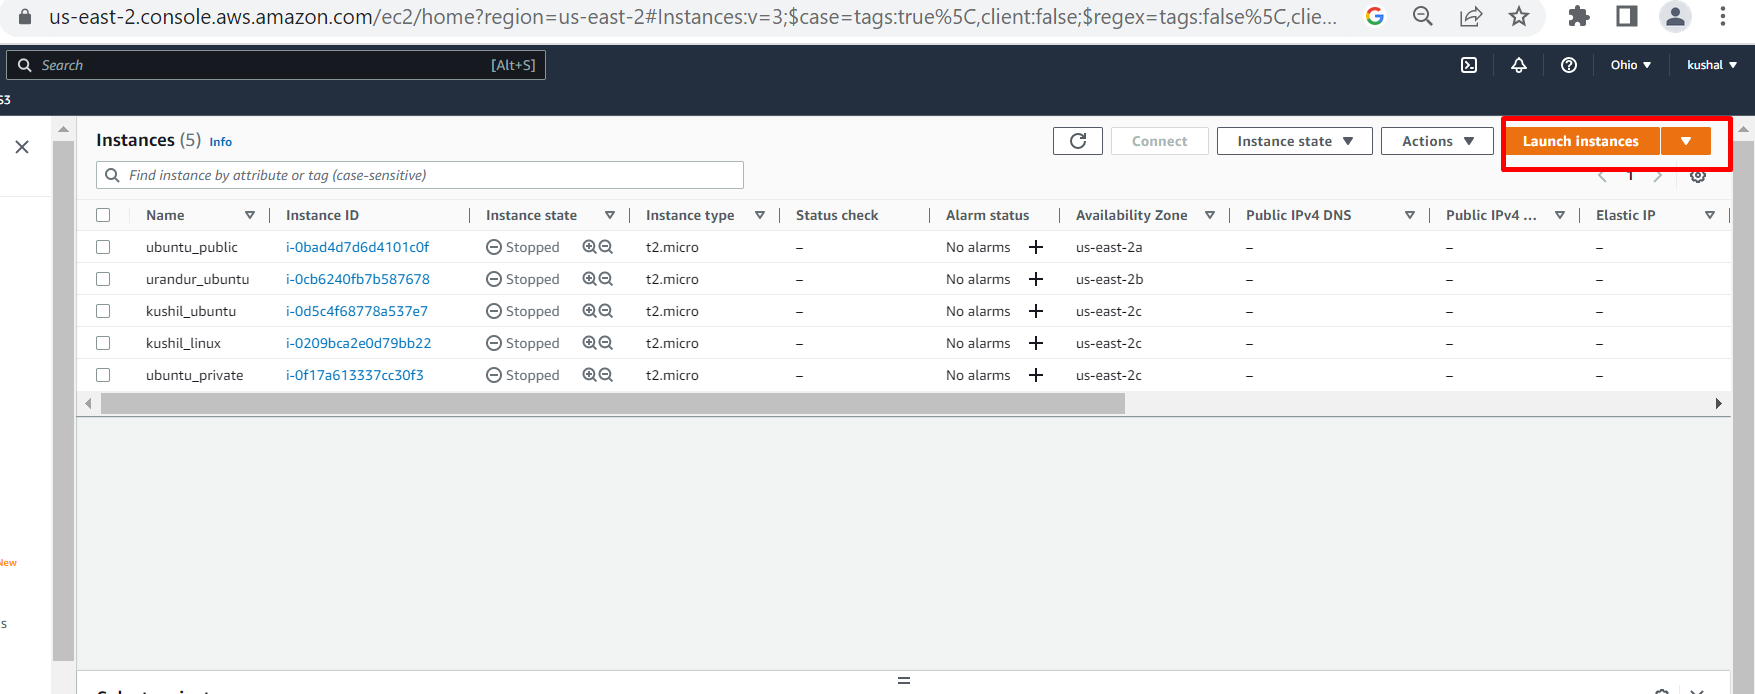 us-east-2.console.aws.amazon.com/ec2/home?region=us-east-2#Instances:v=3;$case=tags:true%5C,client:false;$regex=tags:false%5C,clie...
Search [Alt+S] Ohio kushal
S3
Instances (5) Info Connect Instance state Actions Launch instances
Find instance by attribute or tag (case-sensitive) 1
Name Instance ID Instance state Instance type Status check Alarm status Availability Zone Public IPv4 DNS Public IPv4 ... Elastic IP
ubuntu_public i-0bad4d7d6d4101c0f Stopped t2.micro – No alarms + us-east-2a – – –
urandur_ubuntu i-0cb6240fb7b587678 Stopped t2.micro – No alarms + us-east-2b – – –
kushil_ubuntu i-0d5c4f68778a537e7 Stopped t2.micro – No alarms + us-east-2c – – –
kushil_linux i-0209bca2e0d79bb22 Stopped t2.micro – No alarms + us-east-2c – – –
ubuntu_private i-0f17a613337cc30f3 Stopped t2.micro – No alarms + us-east-2c – – –
New
s